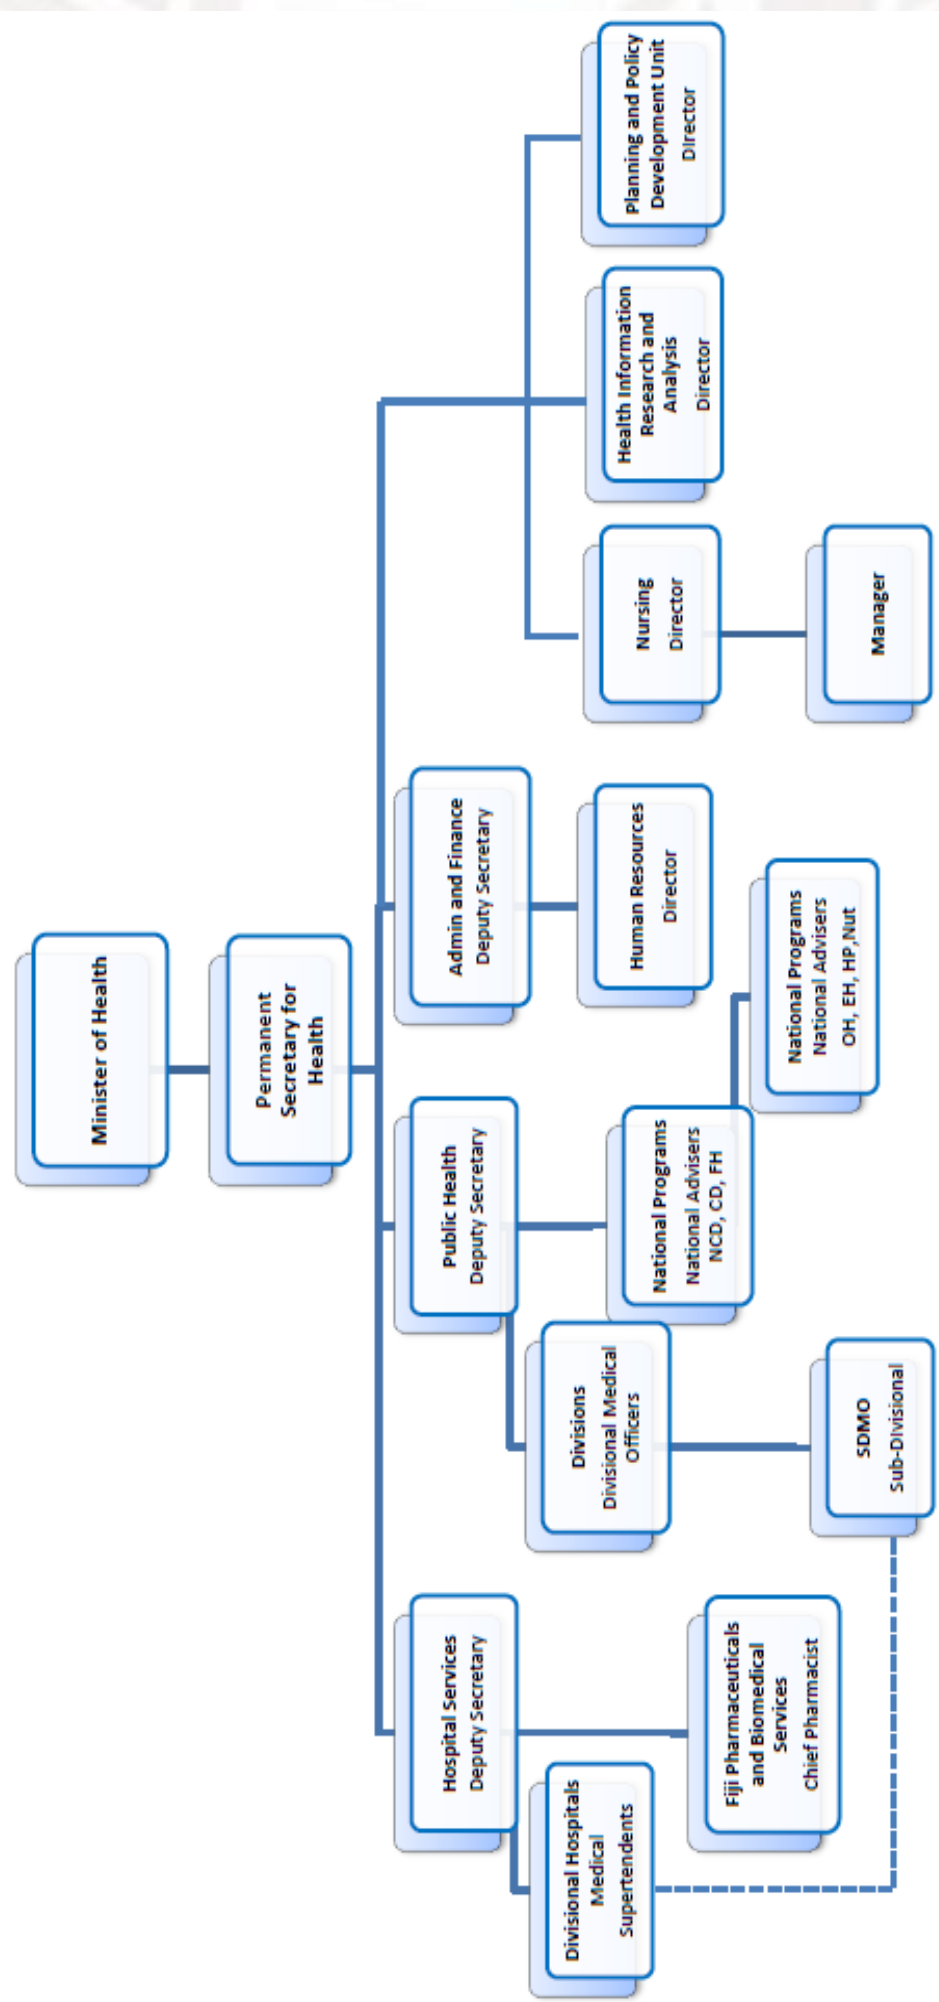 Minister of Health
Permanent
Secretary for
Health
Hospital Services
Deputy Secretary
Public Health
Deputy Secretary
Admin and Finance
Deputy Secretary
Divisional Hospitals
Medical
Supertendents
Fiji Pharmaceuticals
and Biomedical
Services
Chief Pharmacist
Divisions
Divisional Medical
Officers
SDMO
Sub-Divisional
National Programs
National Advisers
NCD, CD, FH
National Programs
National Advisers
OH, EH, HP,Nut
Human Resources
Director
Nursing
Director
Manager
Health Information
Research and
Analysis
Director
Planning and Policy
Development Unit
Director